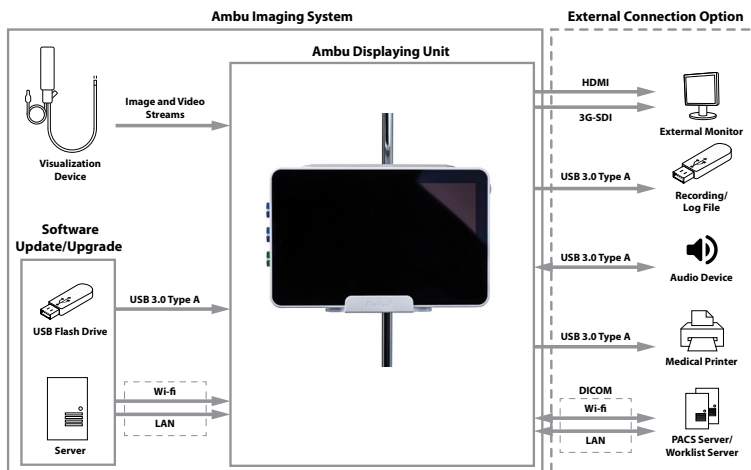 Ambu Imaging System
External Connection Option
Ambu Displaying Unit
Image and Video
Streams
Visualization
Device
Software
Update/Upgrade
USB Flash Drive
USB 3.0 Type A
Server
Wi-fi
LAN
HDMI
3G-SDI
External Monitor
USB 3.0 Type A
Recording/
Log File
USB 3.0 Type A
Audio Device
USB 3.0 Type A
Medical Printer
DICOM
Wi-fi
LAN
PACS Server/
Worklist Server